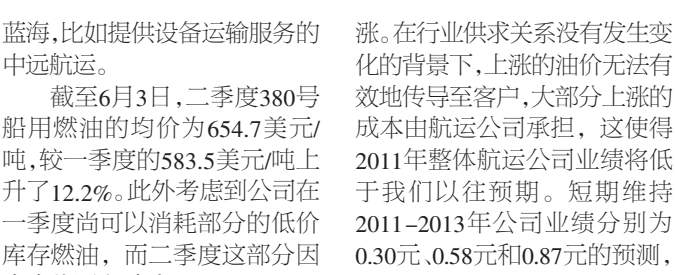 蓝海,比如提供设备运输服务的
中远航运。
截至6月3日,二季度380号
船用燃油的均价为654.7美元/
吨,较一季度的583.5美元/吨上
升了12.2%。此外考虑到公司在
一季度尚可以消耗部分的低价
库存燃油，而二季度这部分因
涨。在行业供求关系没有发生变
化的背景下,上涨的油价无法有
效地传导至客户,大部分上涨的
成本由航运公司承担，这使得
2011年整体航运公司业绩将低
于我们以往预期。短期维持
2011-2013年公司业绩分别为
0.30元、0.58元和0.87元的预测,